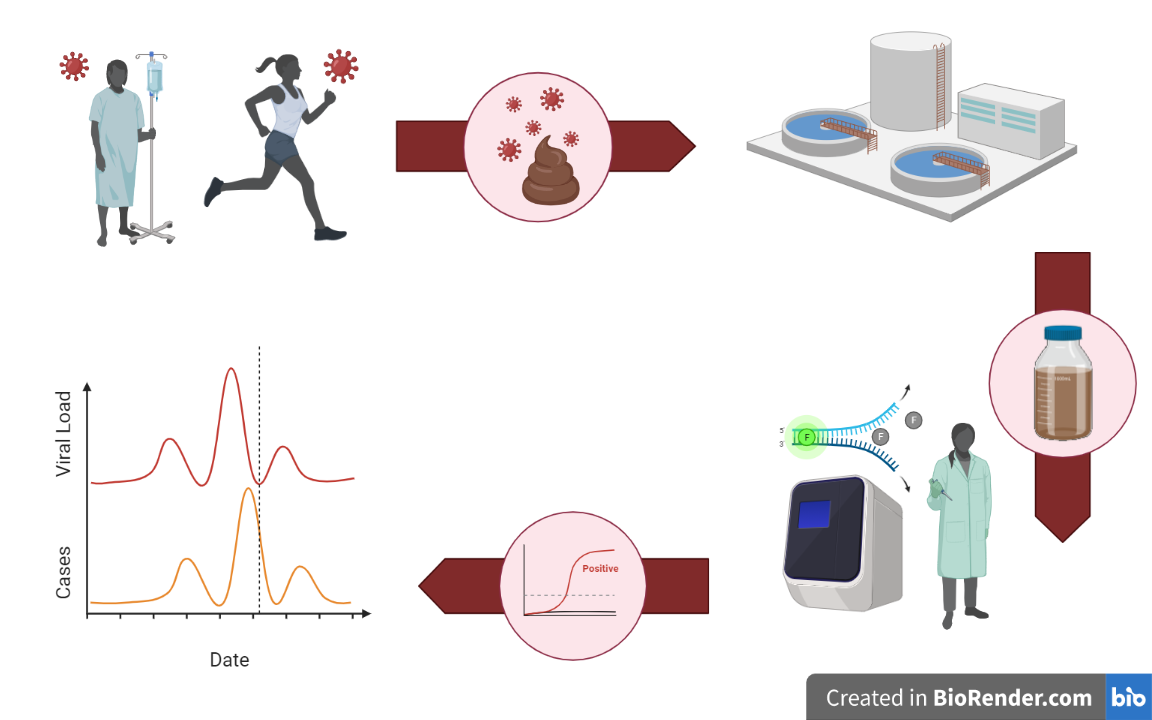 Viral Load
Cases
Date
Positive
5'
3'
F
F
F
Created in BioRender.com bio